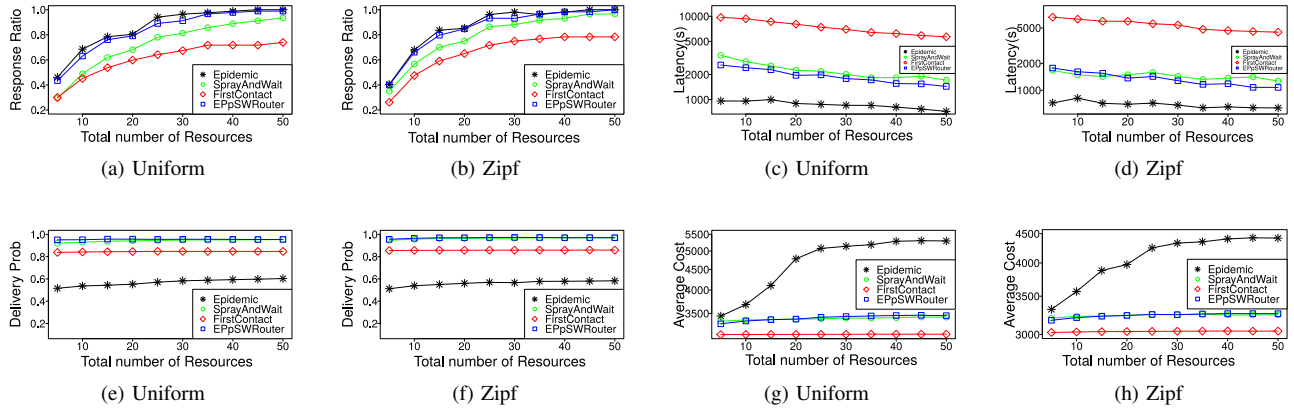 Response Ratio
1.0
0.8
0.6
0.4
0.2
Epidemic
SprayAndWait
FirstContact
EPpSWRouter
10 20 30 40 50
Total number of Resources
(a) Uniform
Response Ratio
1.0
0.8
0.6
0.4
0.2
Epidemic
SprayAndWait
FirstContact
EPpSWRouter
10 20 30 40 50
Total number of Resources
(b) Zipf
Latency(s)
10000
5000
2000
1000
Epidemic
SprayAndWait
FirstContact
EPpSWRouter
10 20 30 40 50
Total number of Resources
(c) Uniform
Latency(s)
5000
2000
1000
Epidemic
SprayAndWait
FirstContact
EPpSWRouter
10 20 30 40 50
Total number of Resources
(d) Zipf
Delivery Prob
1.0
0.8
0.6
0.4
0.2
Epidemic
SprayAndWait
FirstContact
EPpSWRouter
10 20 30 40 50
Total number of Resources
(e) Uniform
Delivery Prob
1.0
0.8
0.6
0.4
0.2
Epidemic
SprayAndWait
FirstContact
EPpSWRouter
10 20 30 40 50
Total number of Resources
(f) Zipf
Average Cost
5500
5000
4500
3500
Epidemic
SprayAndWait
FirstContact
EPpSWRouter
10 20 30 40 50
Total number of Resources
(g) Uniform
Average Cost
4500
4000
3500
3000
Epidemic
SprayAndWait
FirstContact
EPpSWRouter
10 20 30 40 50
Total number of Resources
(h) Zipf